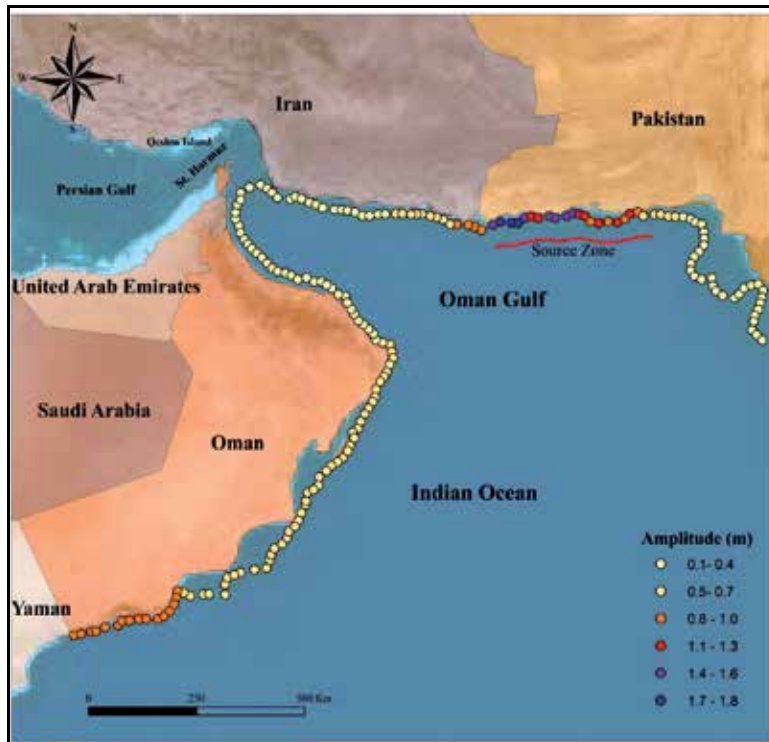 N
W
E
S
Iran
Pakistan
Qeshm Island
St. Hurmuz
Persian Gulf
Source Zone
United Arab Emirates
Oman Gulf
Saudi Arabia
Oman
Indian Ocean
Amplitude (m)
0.1- 0.4
0.5- 0.7
0.8 - 1.0
1.1 - 1.3
1.4 - 1.6
1.7 - 1.8
Yaman
0
250
500 Km